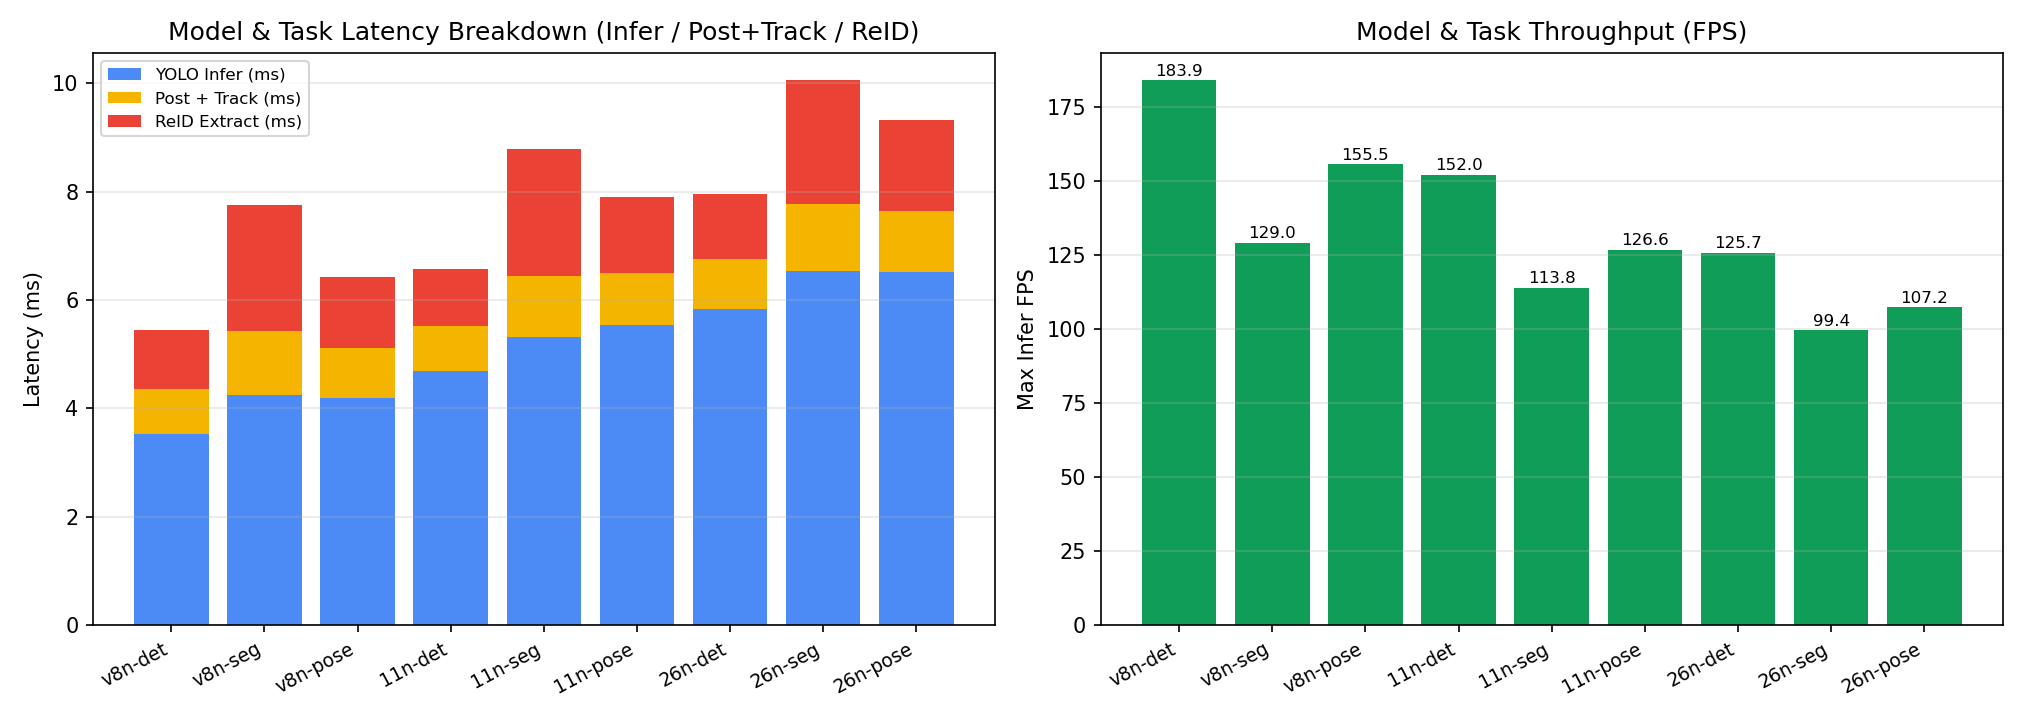 Model & Task Latency Breakdown (Infer / Post+Track / ReID)
YOLO Infer (ms)
Post + Track (ms)
ReID Extract (ms)
Latency (ms)
10
8
6
4
2
0
v8n-det
v8n-seg
v8n-pose
11n-det
11n-seg
11n-pose
26n-det
26n-seg
26n-pose
Model & Task Throughput (FPS)
Max Infer FPS
175
150
125
100
75
50
25
0
183.9
129.0
155.5
152.0
113.8
126.6
125.7
99.4
107.2
v8n-det
v8n-seg
v8n-pose
11n-det
11n-seg
11n-pose
26n-det
26n-seg
26n-pose